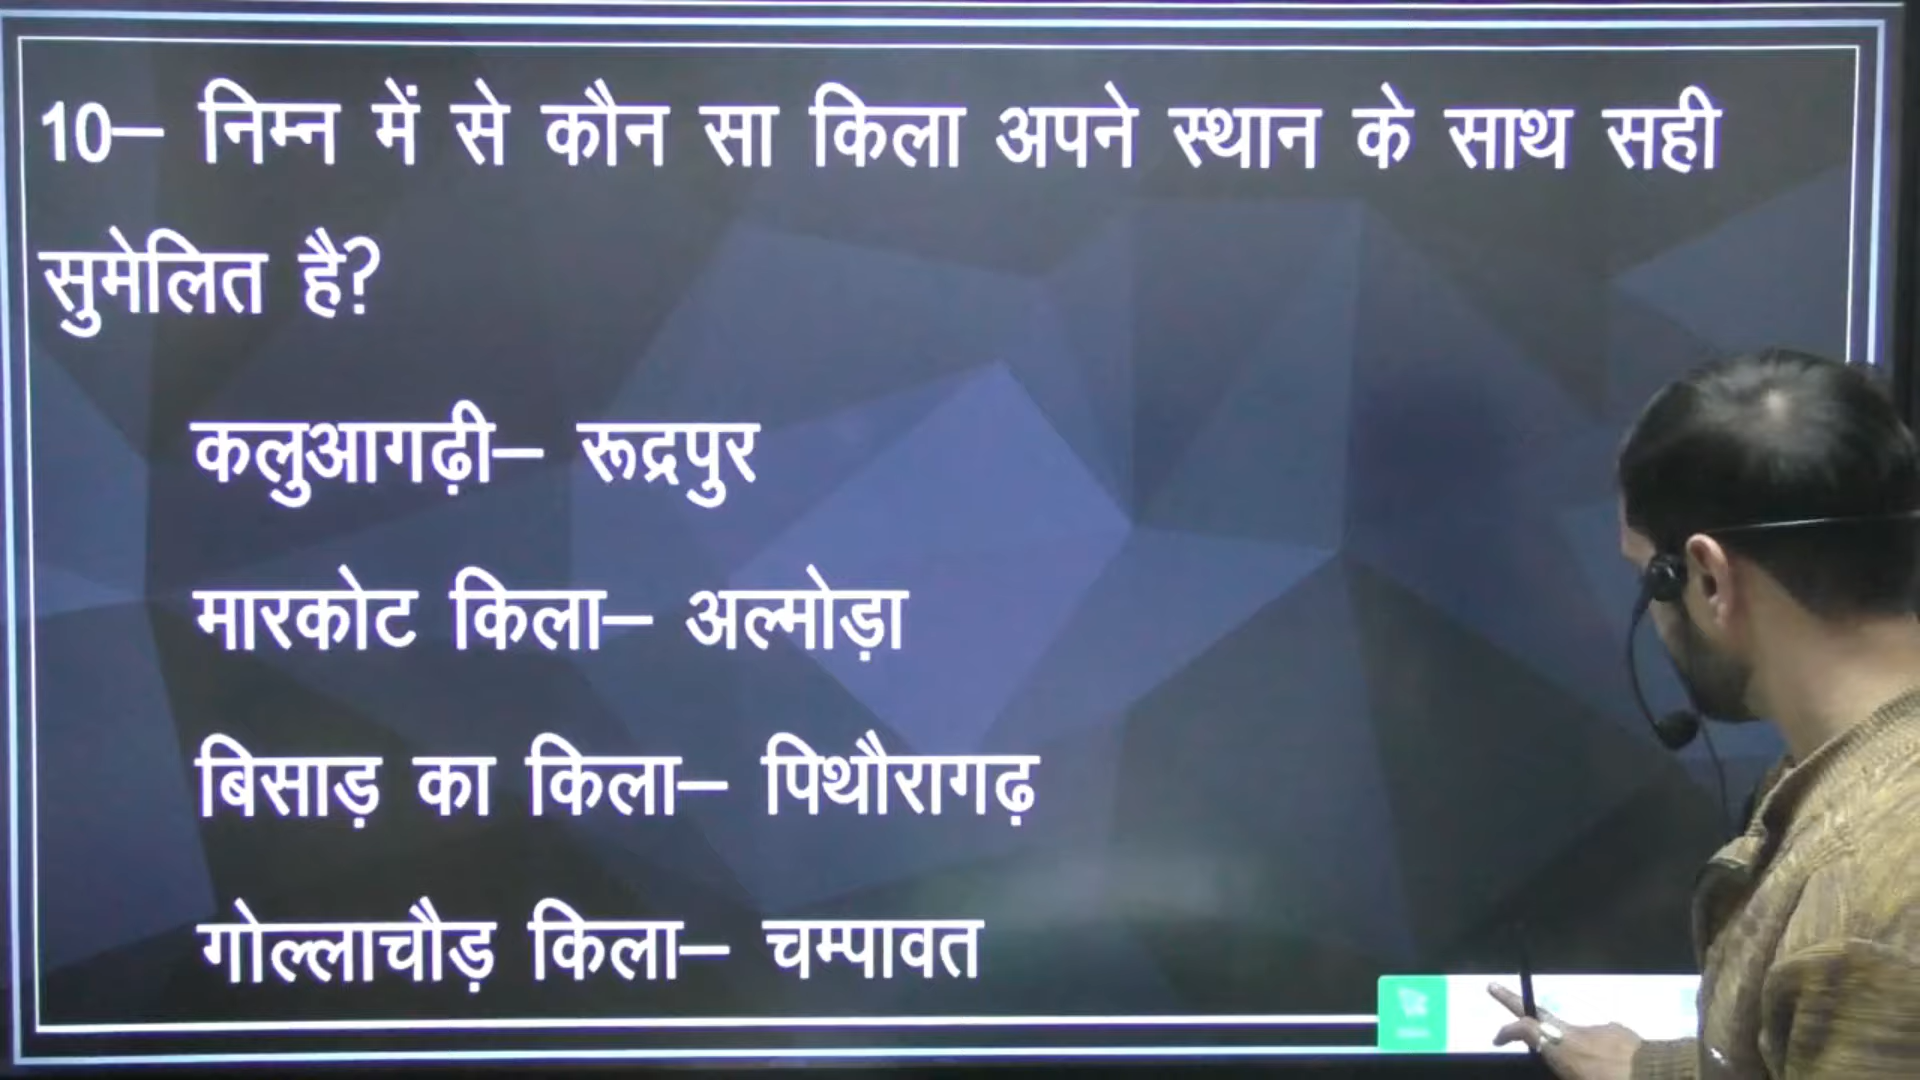 10– निम्न में से कौन सा किला अपने स्थान के साथ सही
सुमेलित है?
कलुआगढ़ी– रूद्रपुर
मारकोट किला– अल्मोड़ा
बिसाड़ का किला– पिथौरागढ़
गोल्लाचौड़ किला– चम्पावत